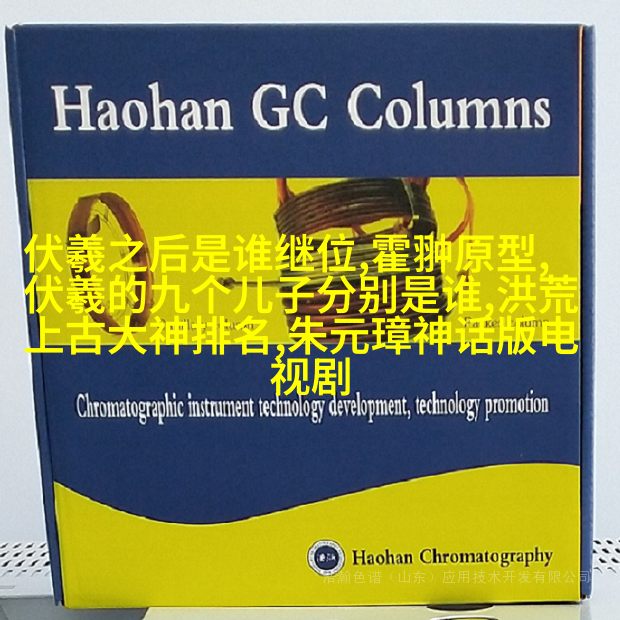 Haohan GC Columns
伏羲之后是谁继位,霍翀原型,
伏羲的九个儿子分别是谁,洪荒
上古大神排名,朱元璋神话版电
视剧
Chromatographic instrument technology development, technology promotion
Haohan Chromatography
浩瀚色谱（山东）应用技术开发有限公司